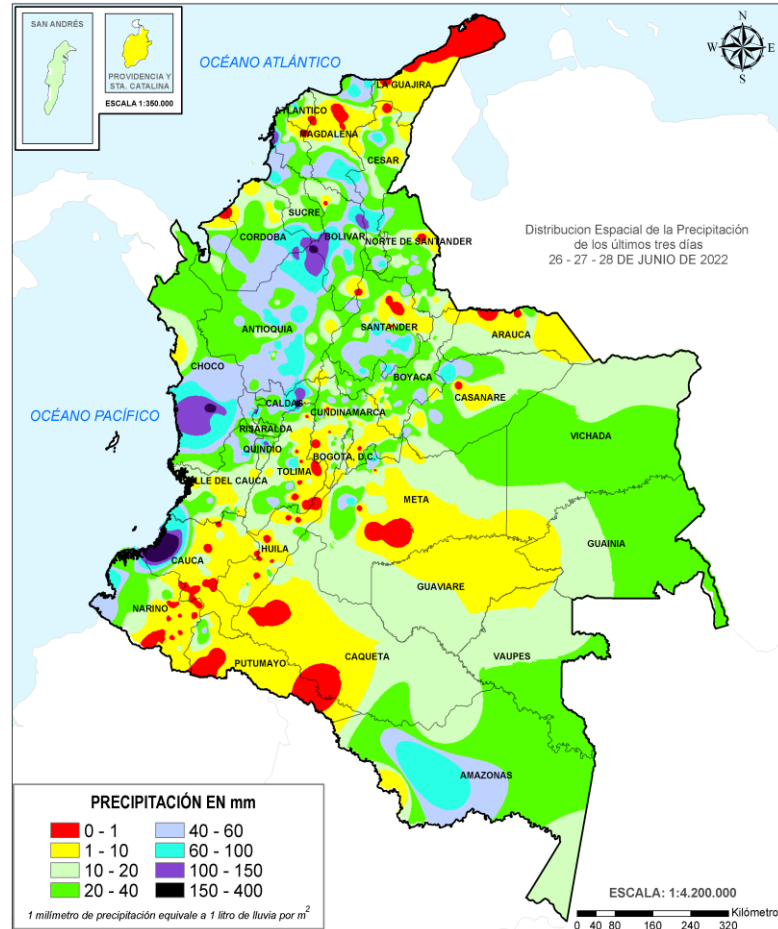 SAN ANDRÉS
PROVIDENCIA Y
STA. CATALINA
ESCALA 1:350.000
OCÉANO ATLÁNTICO
N
W
E
S
LA GUAJIRA
ATLANTICO
MAGDALENA
CESAR
SUCRE
CORDOBA
BOLIVAR
NORTE DE SANTANDER
Distribucion Espacial de la Precipitación
de los últimos tres días
26 - 27 - 28 DE JUNIO DE 2022
ANTIOQUIA
SANTANDER
ARAUCA
CHOCO
BOYACA
CASANARE
OCÉANO PACÍFICO
CALDAS
CUNDINAMARCA
RISARALDA
VICHADA
QUINDIO
BOGOTA, D.C.
TOLIMA
LLE DEL CAUCA
META
GUAINIA
CAUCA
HUILA
GUAVIARE
NARINO
CAQUETA
VAUPES
PUTUMAYO
AMAZONAS
PRECIPITACIÓN EN mm
0 - 1
40 - 60
1 - 10
60 - 100
10 - 20
100 - 150
20 - 40
150 - 400
1 milímetro de precipitación equivale a 1 litro de lluvia por m2
ESCALA: 1:4.200.000
Kilómetro
0 40 80 160 240 320